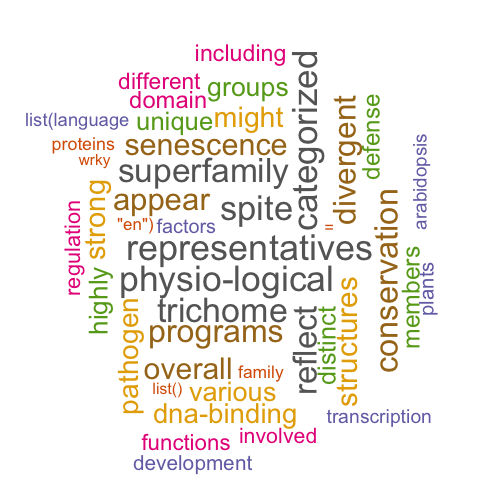 including
different
groups
domain
categorized
list(language
unique
might
divergent
defense
proteins
senescence
wrky
superfamily
arabidopsis
appear
spite
strong
"en")
factors
=
regulation
representatives
conservation
members
highly
physio-logical
plants
trichome
reflect
distinct
structures
pathogen
programs
overall
family
list()
various
dna-binding
transcription
functions
involved
development